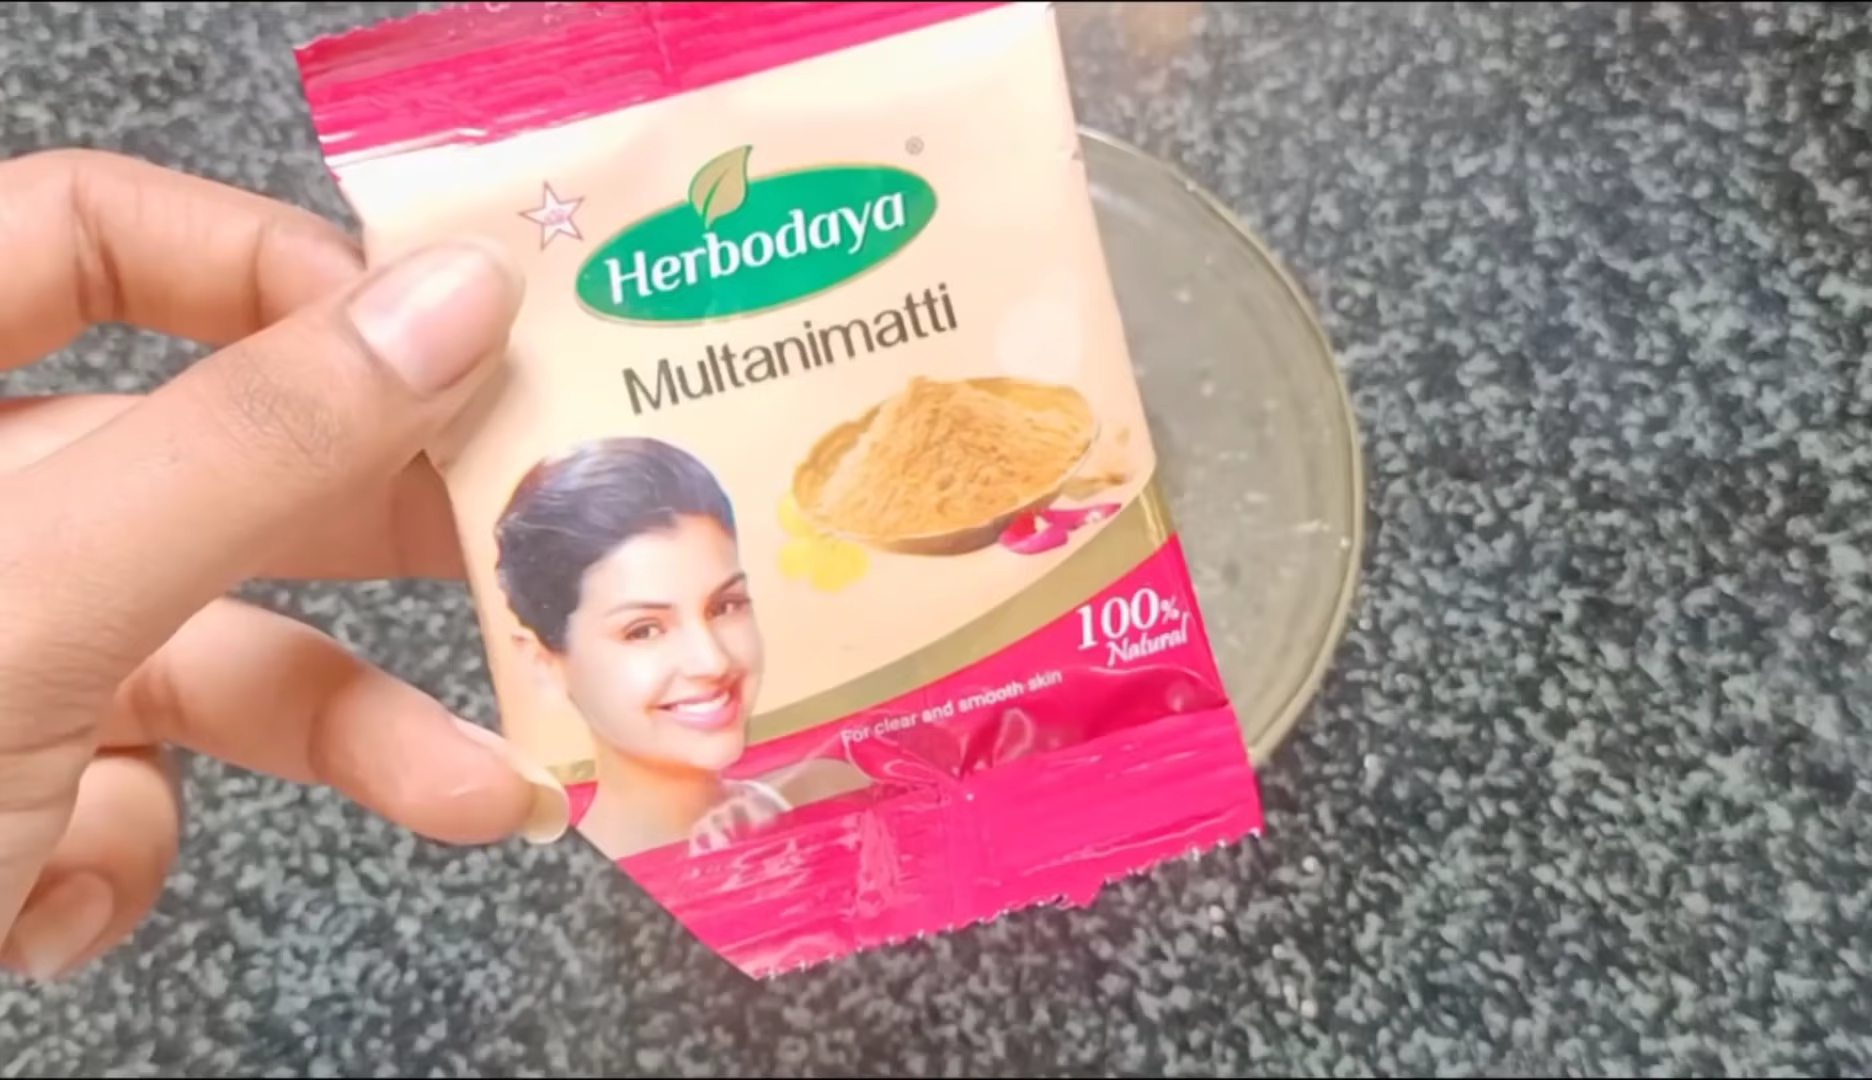 Herbodaya ®
Multanimatti
100%
Natural
For clear and smooth skin